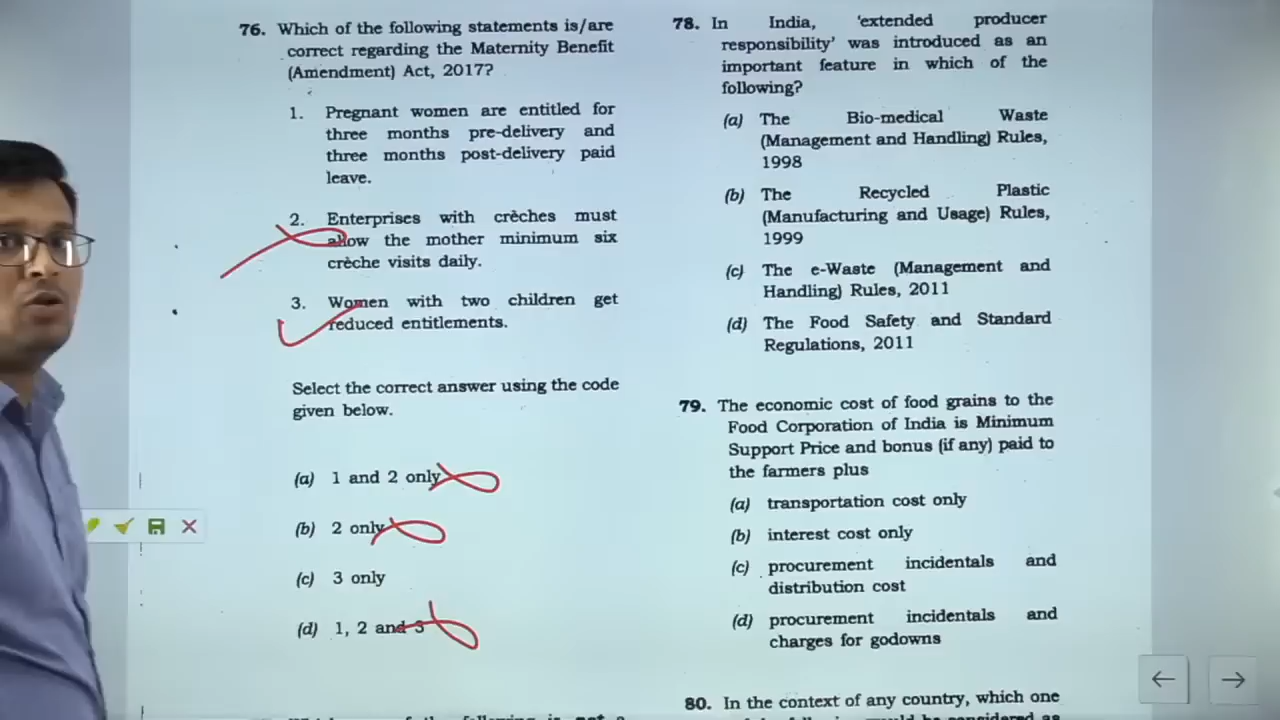 76. Which of the following statements is/are
correct regarding the Maternity Benefit
(Amendment) Act, 2017?
1. Pregnant women are entitled for
three months pre-delivery and
three months post-delivery paid
leave.
2. Enterprises with crèches must
allow the mother minimum six
crèche visits daily.
3. Women with two children get
reduced entitlements.
Select the correct answer using the code
given below.
(a) 1 and 2 only
(b) 2 only
(c) 3 only
(d) 1, 2 and 3
78. In India, 'extended producer
responsibility' was introduced as an
important feature in which of the
following?
(a) The Bio-medical Waste
(Management and Handling) Rules,
1998
(b) The Recycled Plastic
(Manufacturing and Usage) Rules,
1999
(c) The e-Waste (Management and
Handling) Rules, 2011
(d) The Food Safety and Standard
Regulations, 2011
79. The economic cost of food grains to the
Food Corporation of India is Minimum
Support Price and bonus (if any) paid to
the farmers plus
(a) transportation cost only
(b) interest cost only
(c) procurement incidentals and
distribution cost
(d) procurement incidentals and
charges for godowns
80. In the context of any country, which one